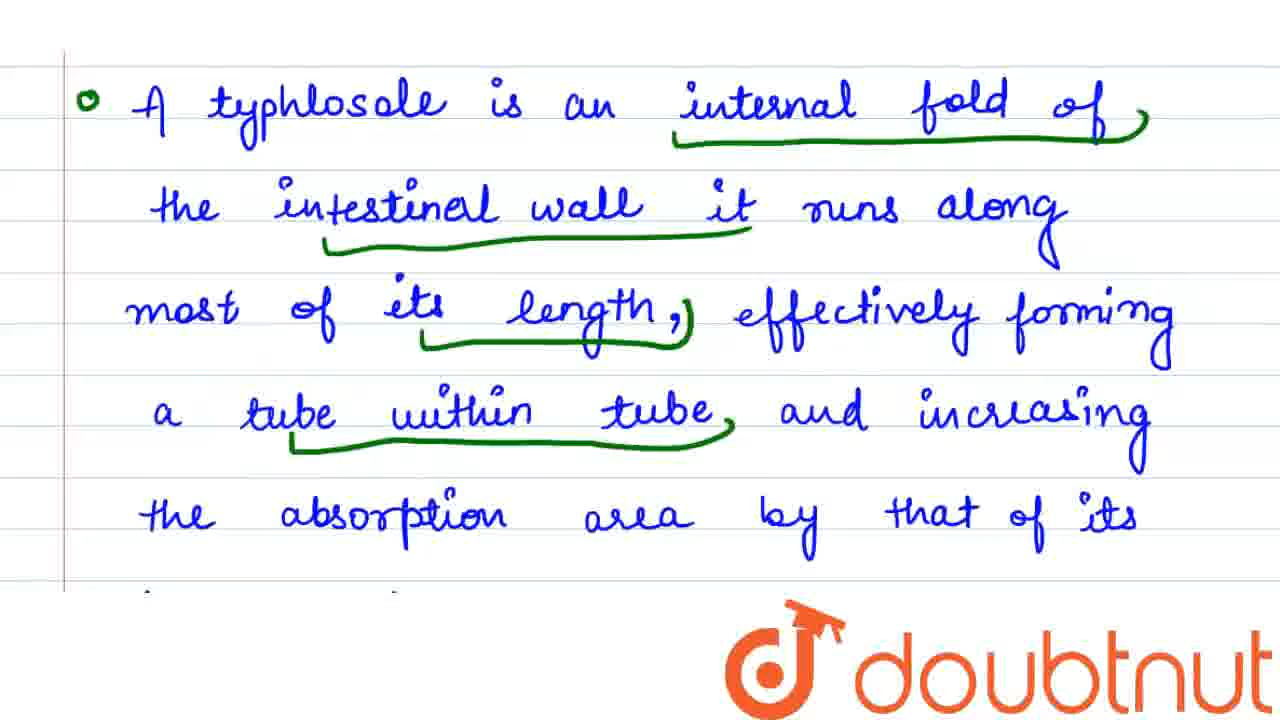 A typhlosole is an internal fold of
the intestinal wall it runs along
most of its length, effectively forming
a tube within tube, and increasing
the absorption area by that of its
doubtnut